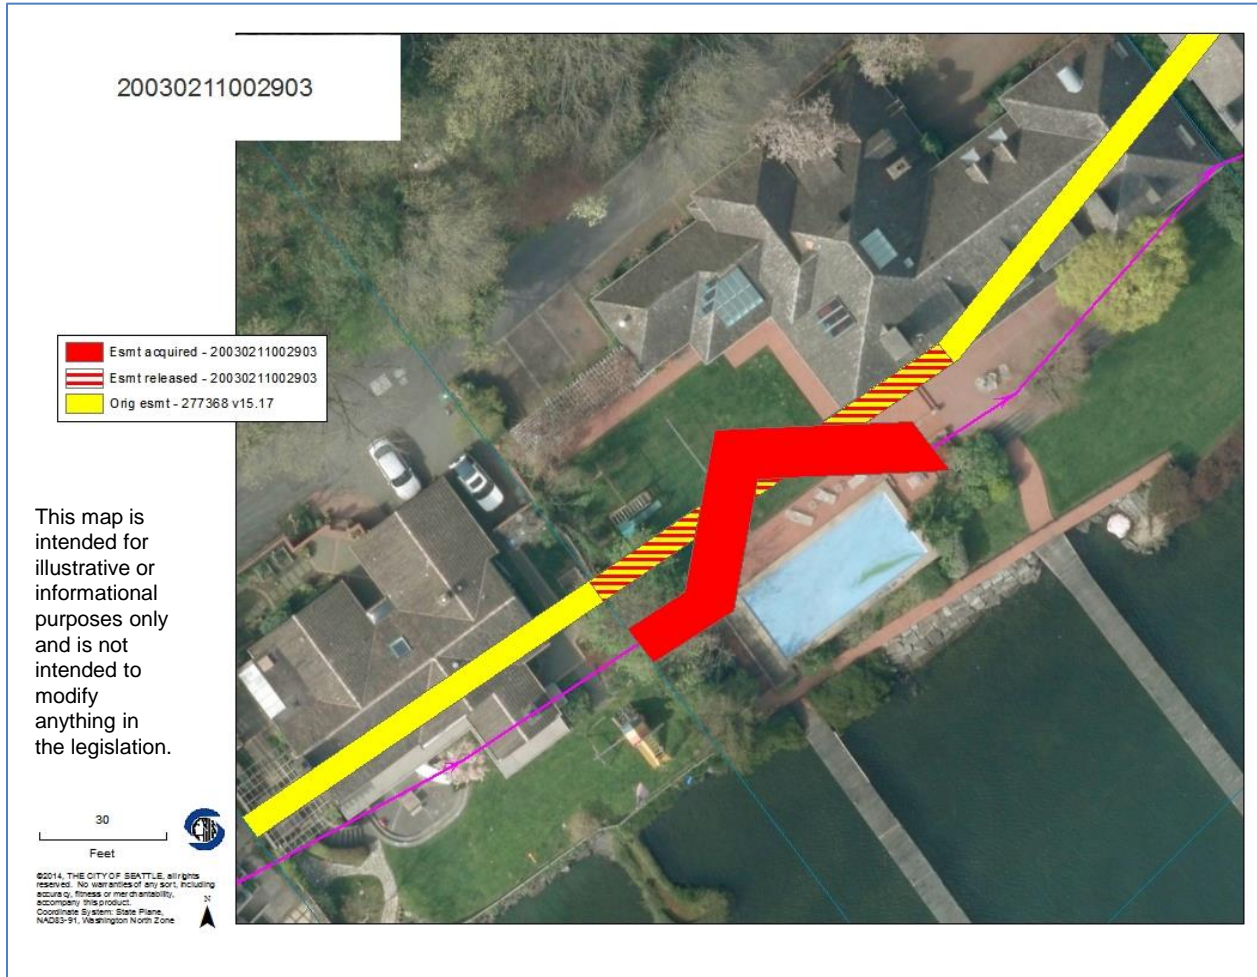 20030211002903
Esmt acquired - 20030211002903
Esmt released - 20030211002903
Orig esmt - 277368 v15.17
This map is
intended for
illustrative or
informational
purposes only
and is not
intended to
modify
anything in
the legislation.
30
Feet
©2014, THE CITY OF SEATTLE, all rights
reserved. No warranties of any sort, including
accuracy, fitness or merchantability,
accompany this product.
Coordinate System: State Plane,
NAD83-91, Washington North Zone
N